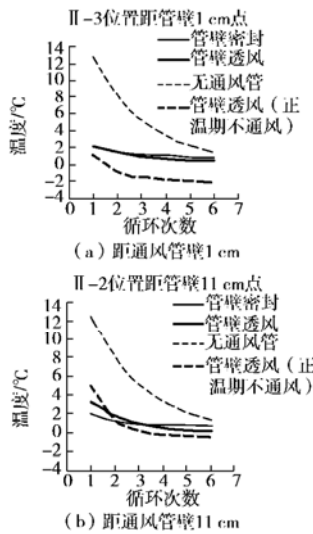 Ⅱ-3位置距管壁1 cm点
管壁密封
管壁透风
无通风管
管壁透风（正
温期不通风）
温度/℃
14
12
10
8
6
4
2
0
-2
-4
0 1 2 3 4 5 6 7
循环次数
(a) 距通风管壁1 cm
Ⅱ-2位置距管壁11 cm点
管壁密封
管壁透风
无通风管
管壁透风（正
温期不通风）
温度/℃
14
12
10
8
6
4
2
0
-2
-4
0 1 2 3 4 5 6 7
循环次数
(b) 距通风管壁11 cm